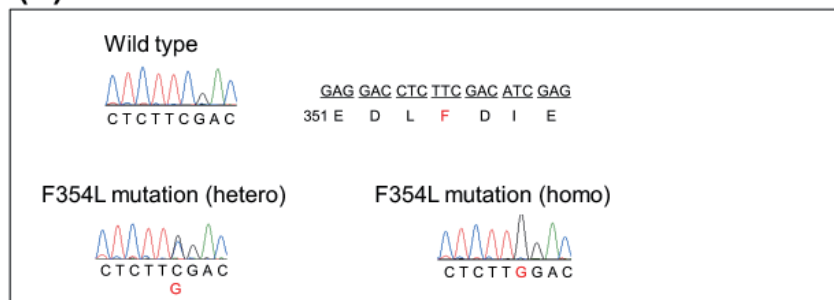 Wild type
CTCTTCGAC
GAG GAC CTC TTC GAC ATC GAG
351 E D L F D I E
F354L mutation (hetero)
CTCTTCGAC
G
F354L mutation (homo)
CTCTTGGAC